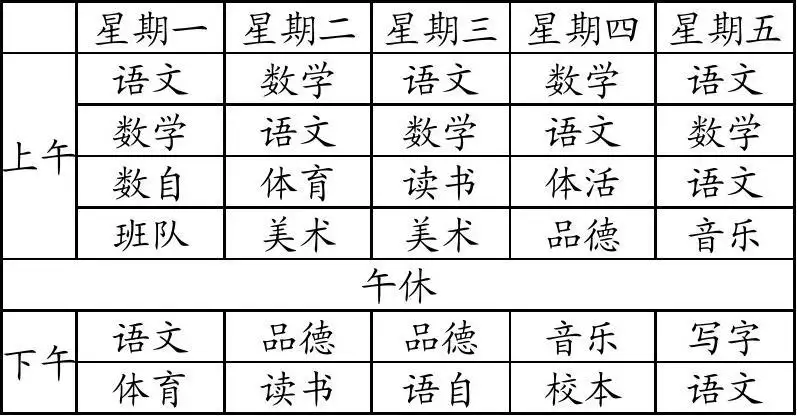 星期一 星期二 星期三 星期四 星期五
上午 语文 数学 语文 数学 语文
数学 语文 数学 语文 数学
数自 体育 读书 体活 语文
班队 美术 美术 品德 音乐
午休
下午 语文 品德 品德 音乐 写字
体育 读书 语自 校本 语文